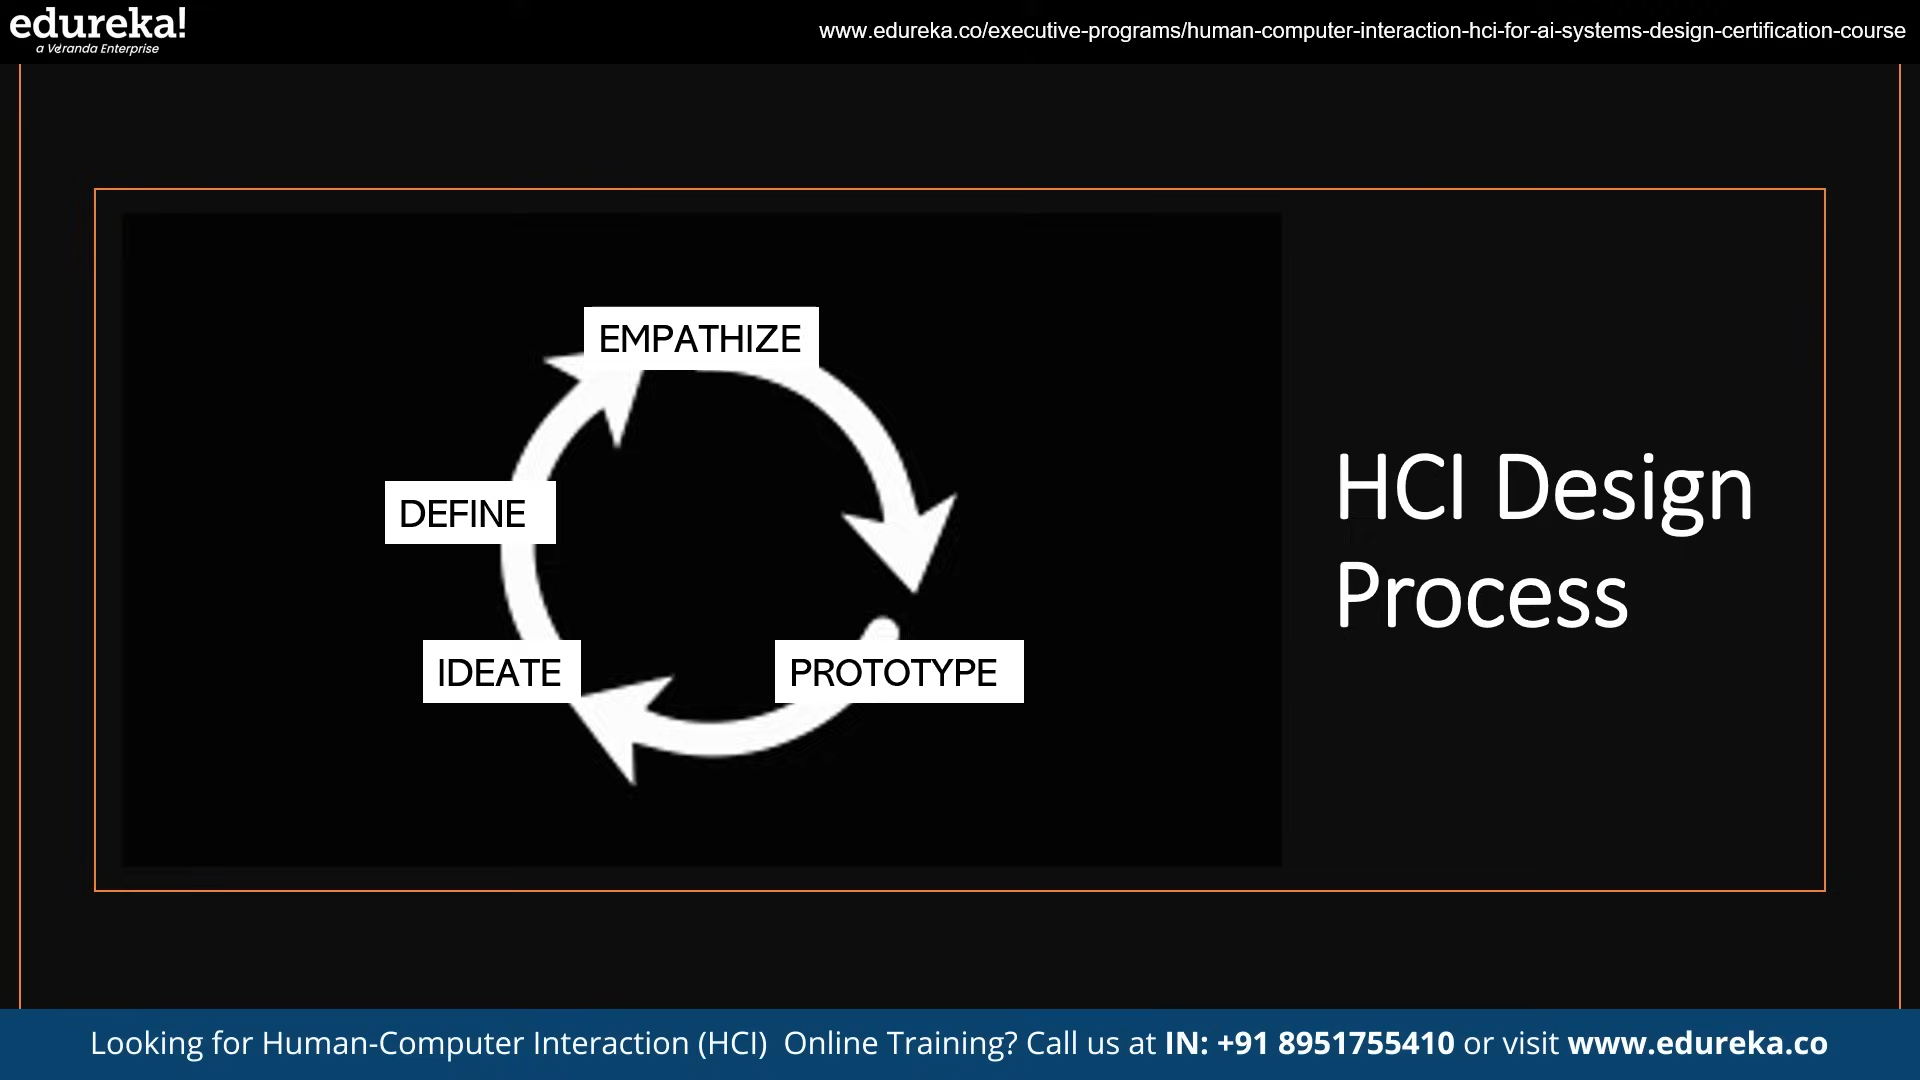 edureka!
a Veranda Enterprise
www.edureka.co/executive-programs/human-computer-interaction-hci-for-ai-systems-design-certification-course
EMPATHIZE
DEFINE
IDEATE
PROTOTYPE
HCI Design
Process
Looking for Human-Computer Interaction (HCI) Online Training? Call us at IN: +91 8951755410 or visit www.edureka.co